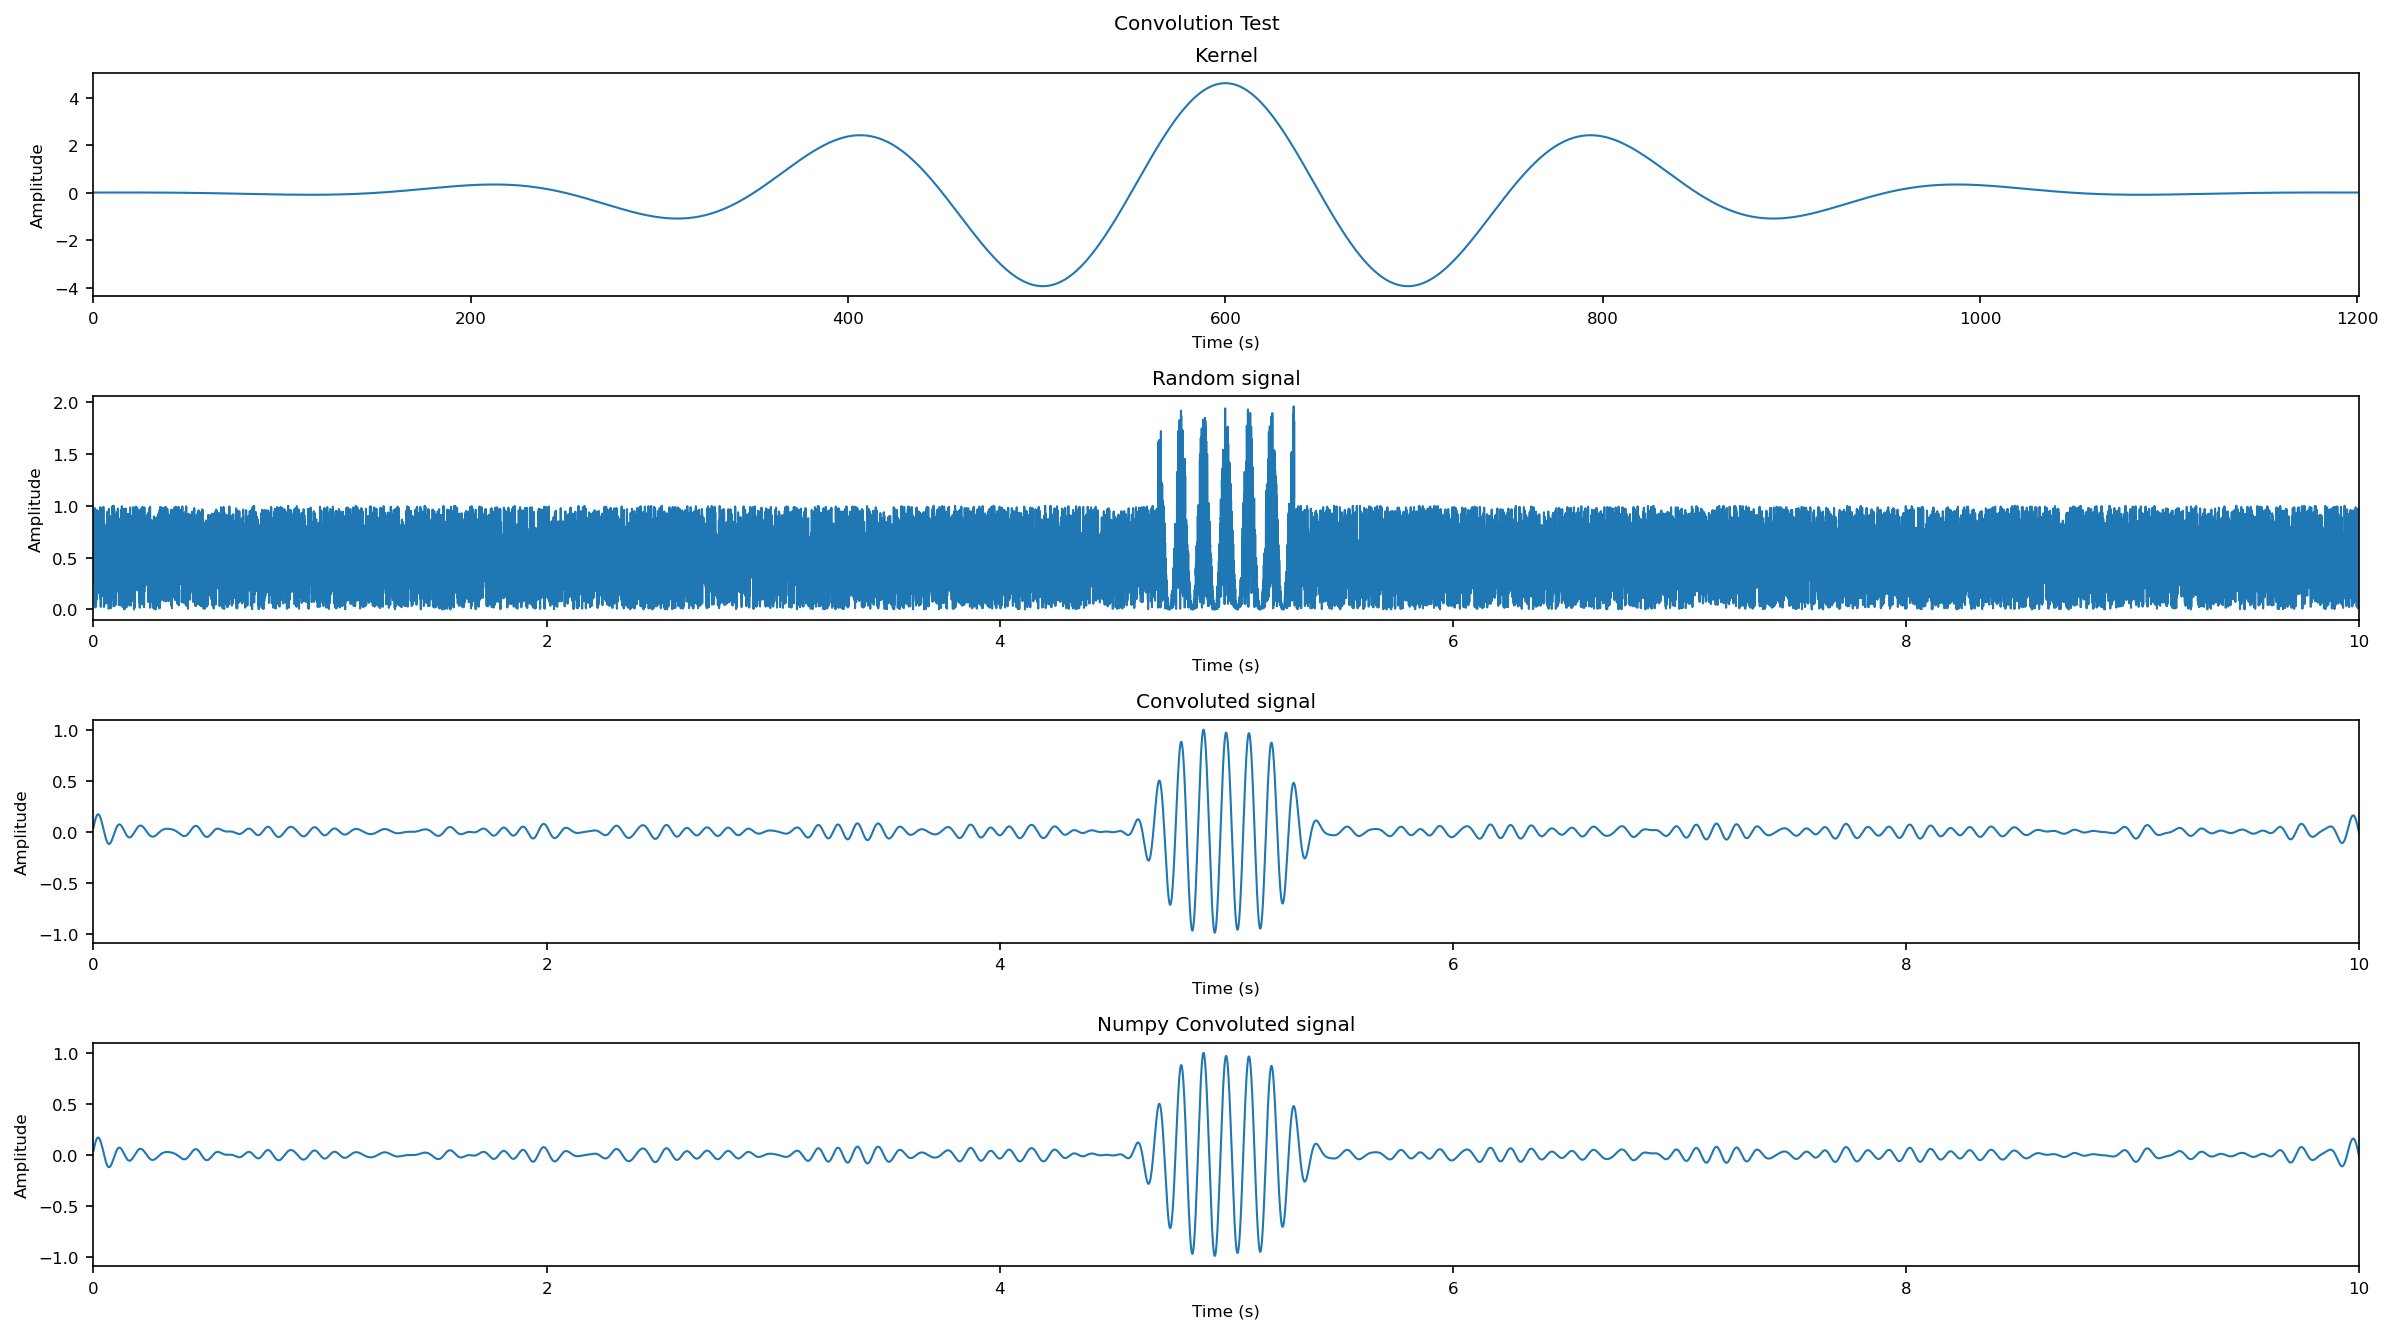 Convolution Test
Kernel
4
2
0
−2
−4
Amplitude
0 200 400 600 800 1000 1200
Time (s)
Random signal
2.0
1.5
1.0
0.5
0.0
Amplitude
0 2 4 6 8 10
Time (s)
Convoluted signal
1.0
0.5
0.0
−0.5
−1.0
Amplitude
0 2 4 6 8 10
Time (s)
Numpy Convoluted signal
1.0
0.5
0.0
−0.5
−1.0
Amplitude
0 2 4 6 8 10
Time (s)